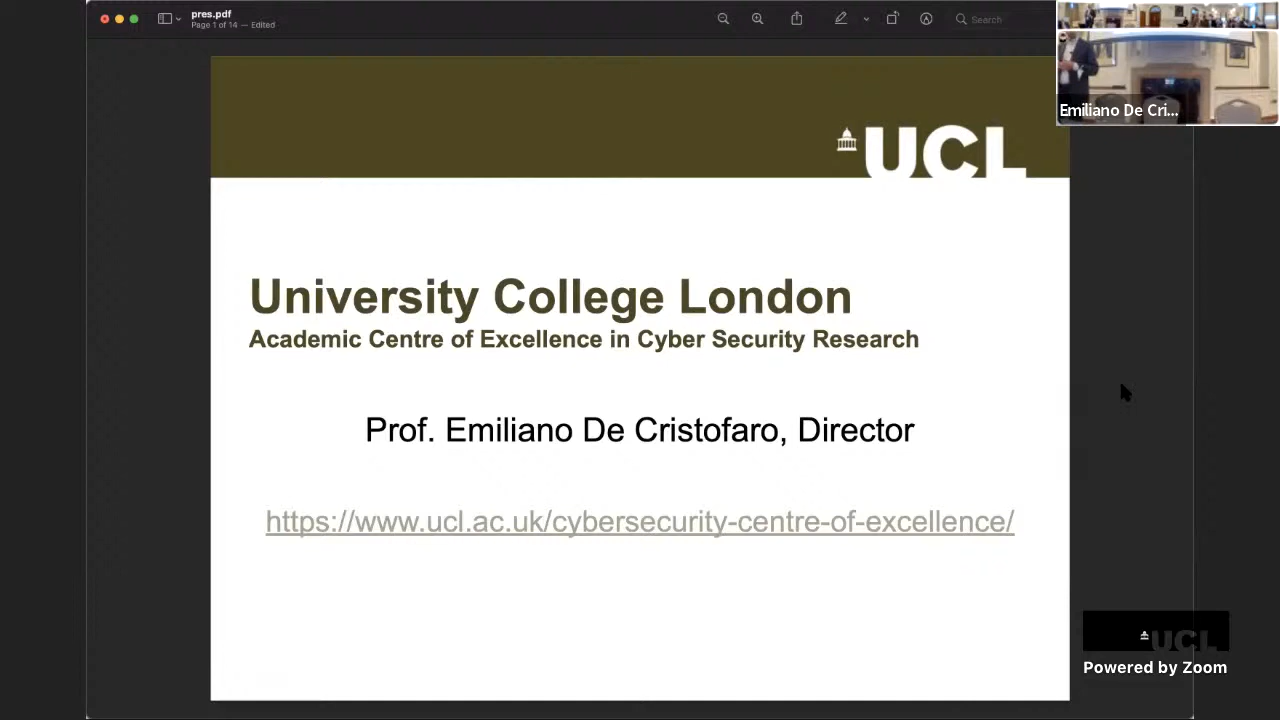 pres.pdf
Page 1 of 14 — Edited
Search
Emiliano De Cri...
UCL
University College London
Academic Centre of Excellence in Cyber Security Research
Prof. Emiliano De Cristofaro, Director
https://www.ucl.ac.uk/cybersecurity-centre-of-excellence/
UCL
Powered by Zoom